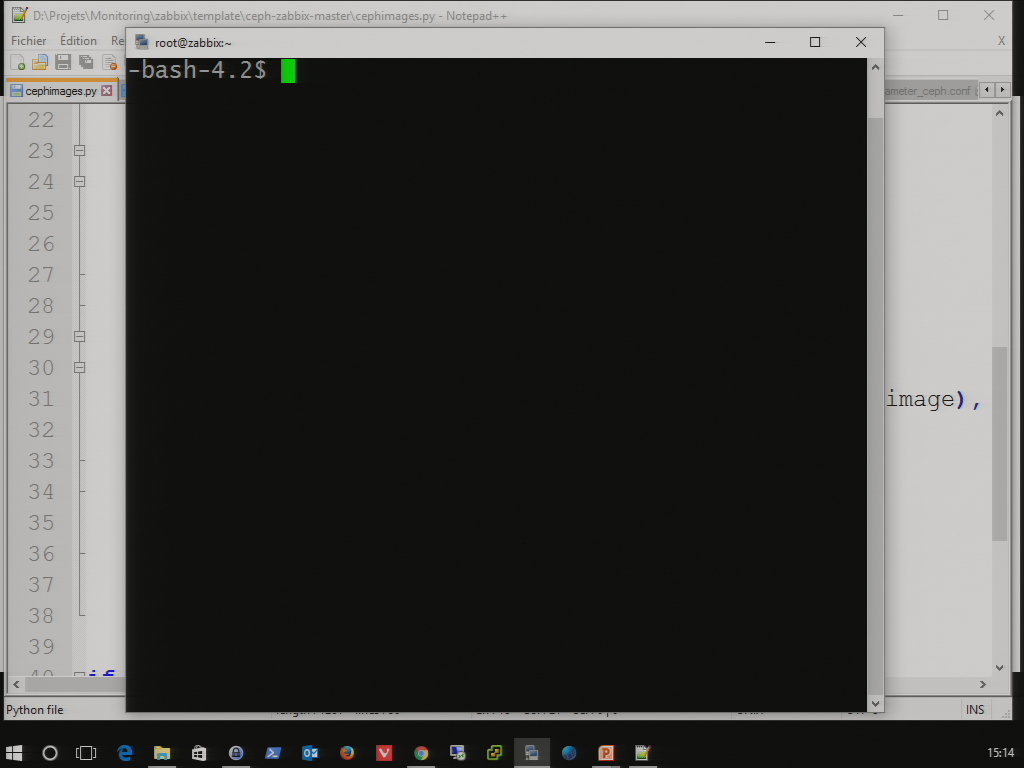 D:\Projets\Monitoring\zabbix\template\ceph-zabbix-master\cephimages.py - Notepad++
root@zabbix:~
Fichier Édition Re X
-bash-4.2$
cephimages.py
ameter_ceph.conf
22
23
24
25
26
27
28
29
30
31 image),
32
33
34
35
36
37
38
39
40 if
Python file INS
15:14